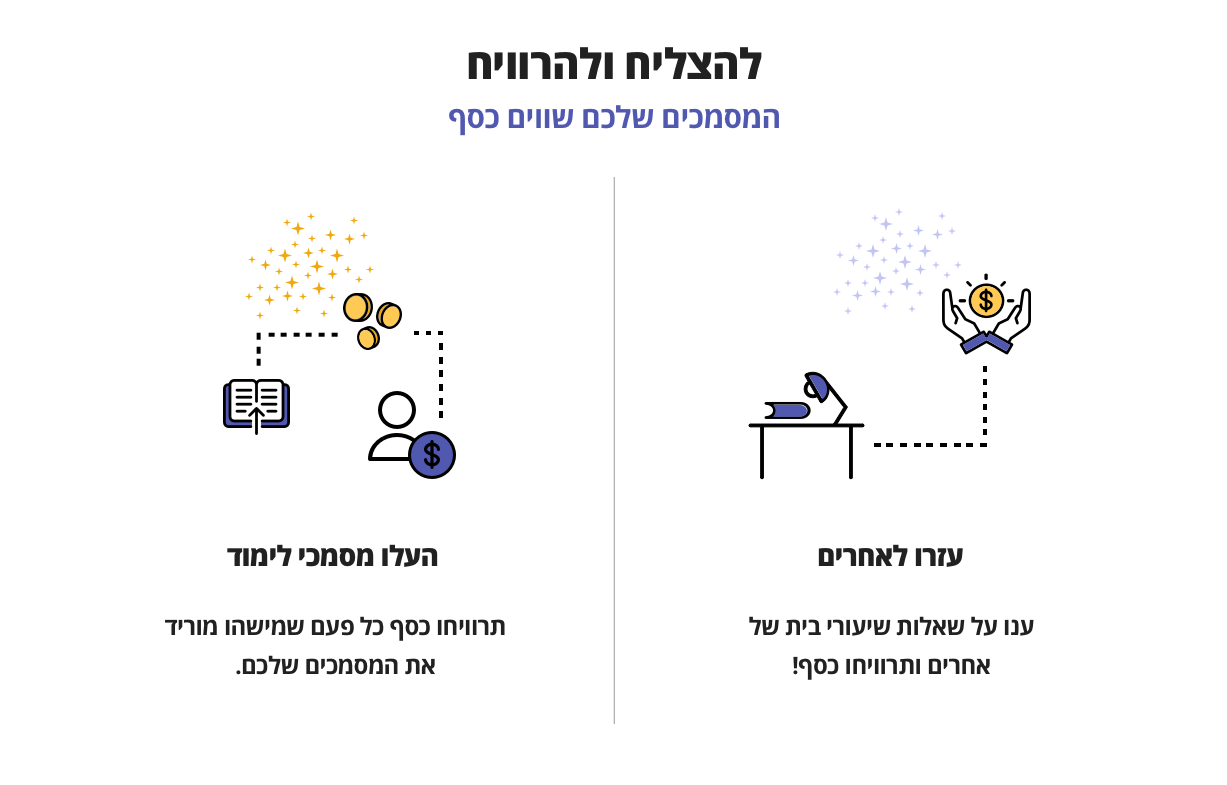 להצליח ולהרוויח
המסמכים שלכם שווים כסף
$
$
עזרו לאחרים
ענו על שאלות שיעורי בית של
אחרים ותרוויחו כסף!
העלו מסמכי לימוד
תרוויחו כסף כל פעם שמישהו מוריד
את המסמכים שלכם.